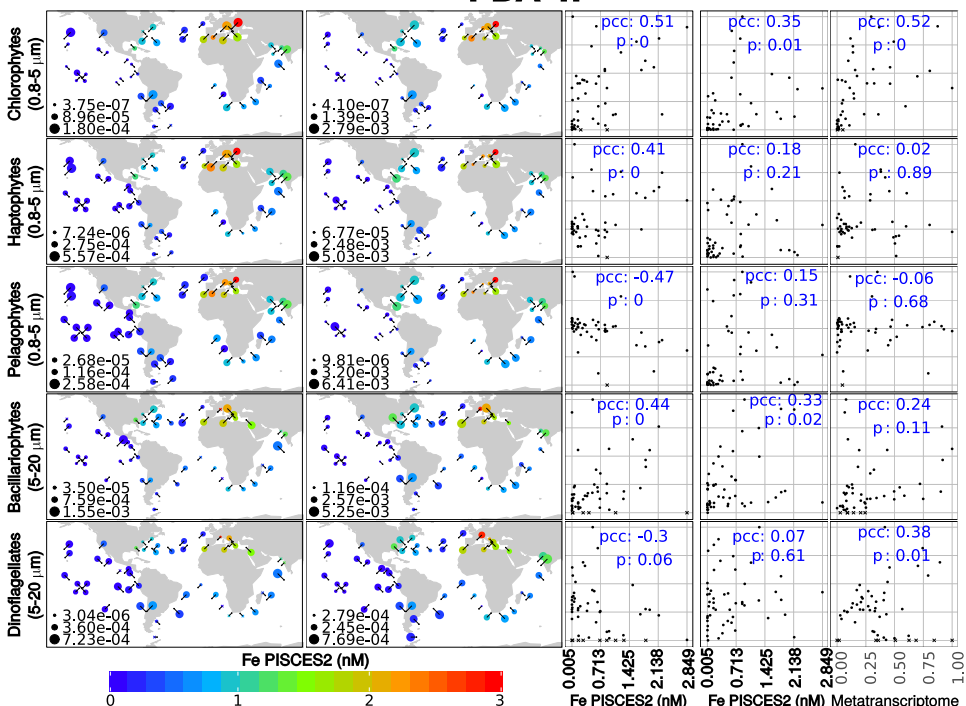 Chlorophytes
(0.8-5 μm)
3.75e-07
8.96e-05
1.80e-04
4.10e-07
1.39e-03
2.79e-03
pcc: 0.51
p: 0
pcc: 0.35
p: 0.01
pcc: 0.52
p: 0
Haptophytes
(0.8-5 μm)
7.24e-06
2.75e-04
5.57e-04
6.77e-05
2.48e-03
5.03e-03
pcc: 0.41
p: 0
pcc: 0.18
p: 0.21
pcc: 0.02
p: 0.89
Pelagophytes
(0.8-5 μm)
2.68e-05
1.16e-04
2.58e-04
9.81e-06
3.20e-03
6.41e-03
pcc: -0.47
p: 0
pcc: 0.15
p: 0.31
pcc: -0.06
p: 0.68
Bacillariophytes
(5-20 μm)
3.50e-05
7.59e-04
1.55e-03
1.16e-04
2.57e-03
5.25e-03
pcc: 0.44
p: 0
pcc: 0.33
p: 0.02
pcc: 0.24
p: 0.11
Dinoflagellates
(5-20 μm)
3.04e-06
3.60e-04
7.23e-04
2.79e-04
2.45e-04
7.69e-04
pcc: -0.3
p: 0.06
pcc: 0.07
p: 0.61
pcc: 0.38
p: 0.01
Fe PISCES2 (nM)
0 1 2 3
0.005 0.713 1.425 2.138 2.849
Fe PISCES2 (nM)
0.005 0.713 1.425 2.138 2.849
Fe PISCES2 (nM)
0.00 0.25 0.50 0.75 1.00
Metatranscriptome